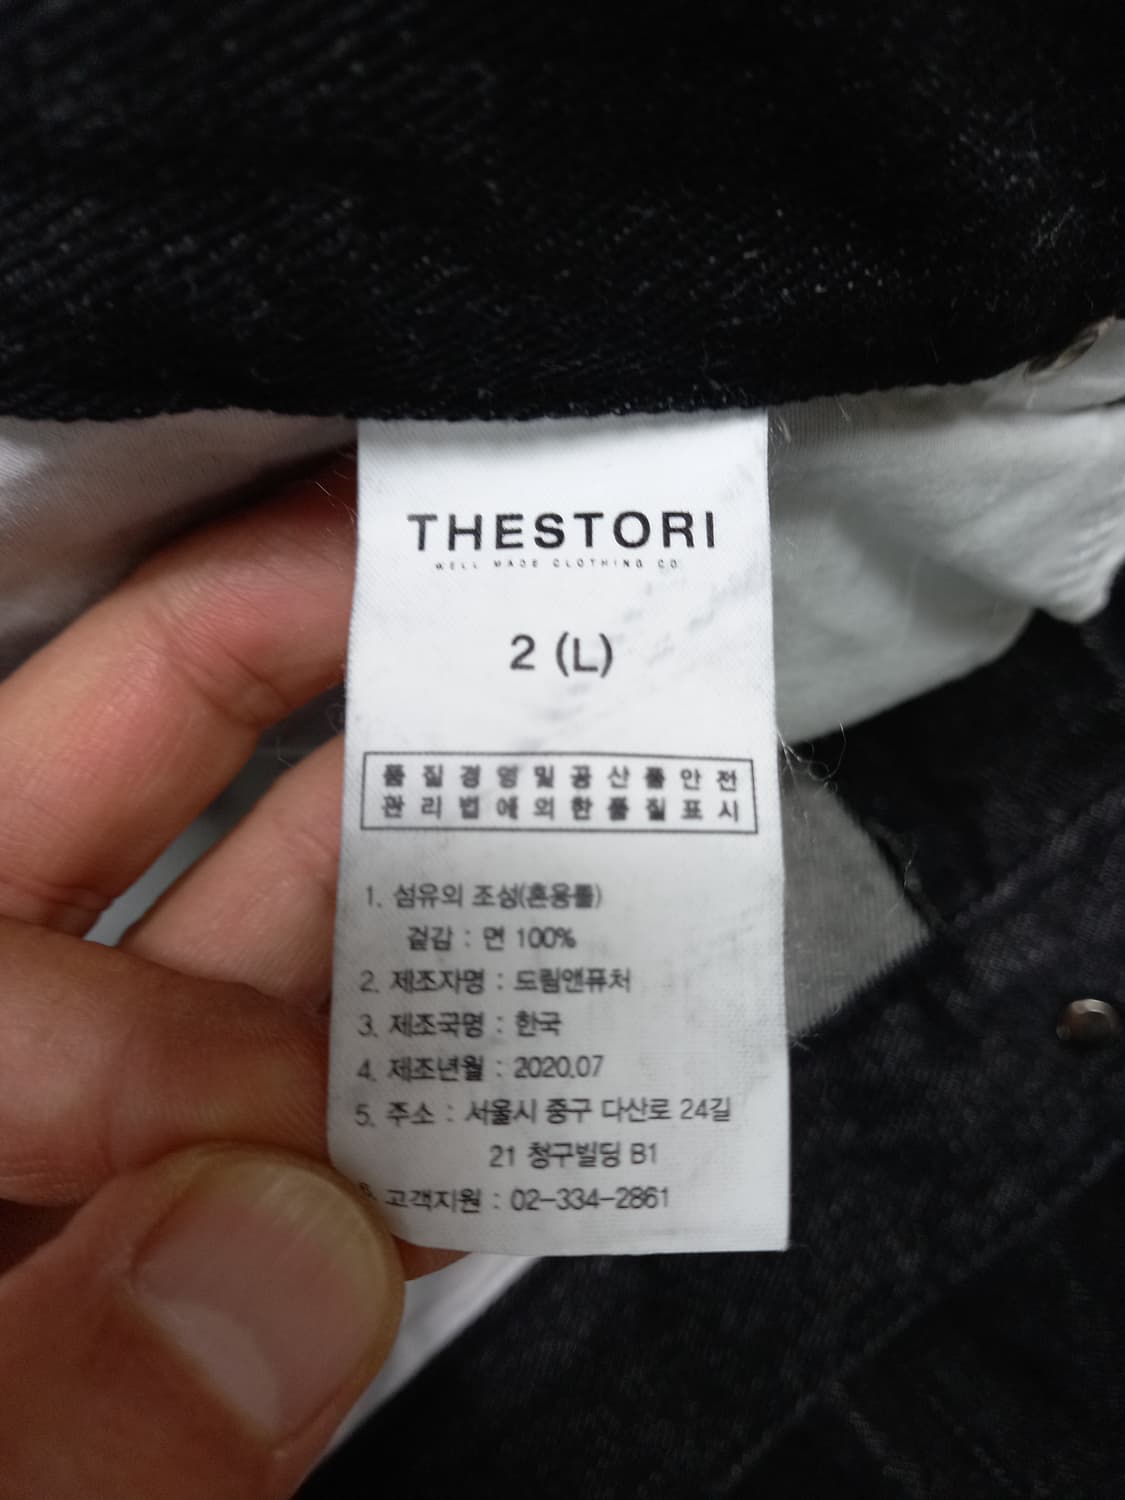 THESTORI
WELL MADE CLOTHING CO.
2 (L)
품질경영및공산품안전
관리법에의한품질표시
1. 섬유의 조성(혼용률)
겉감 : 면 100%
2. 제조자명 : 드림앤퓨처
3. 제조국명 : 한국
4. 제조년월 : 2020.07
5. 주소 : 서울시 중구 다산로 24길
21 청구빌딩 B1
6. 고객지원 : 02-334-2861